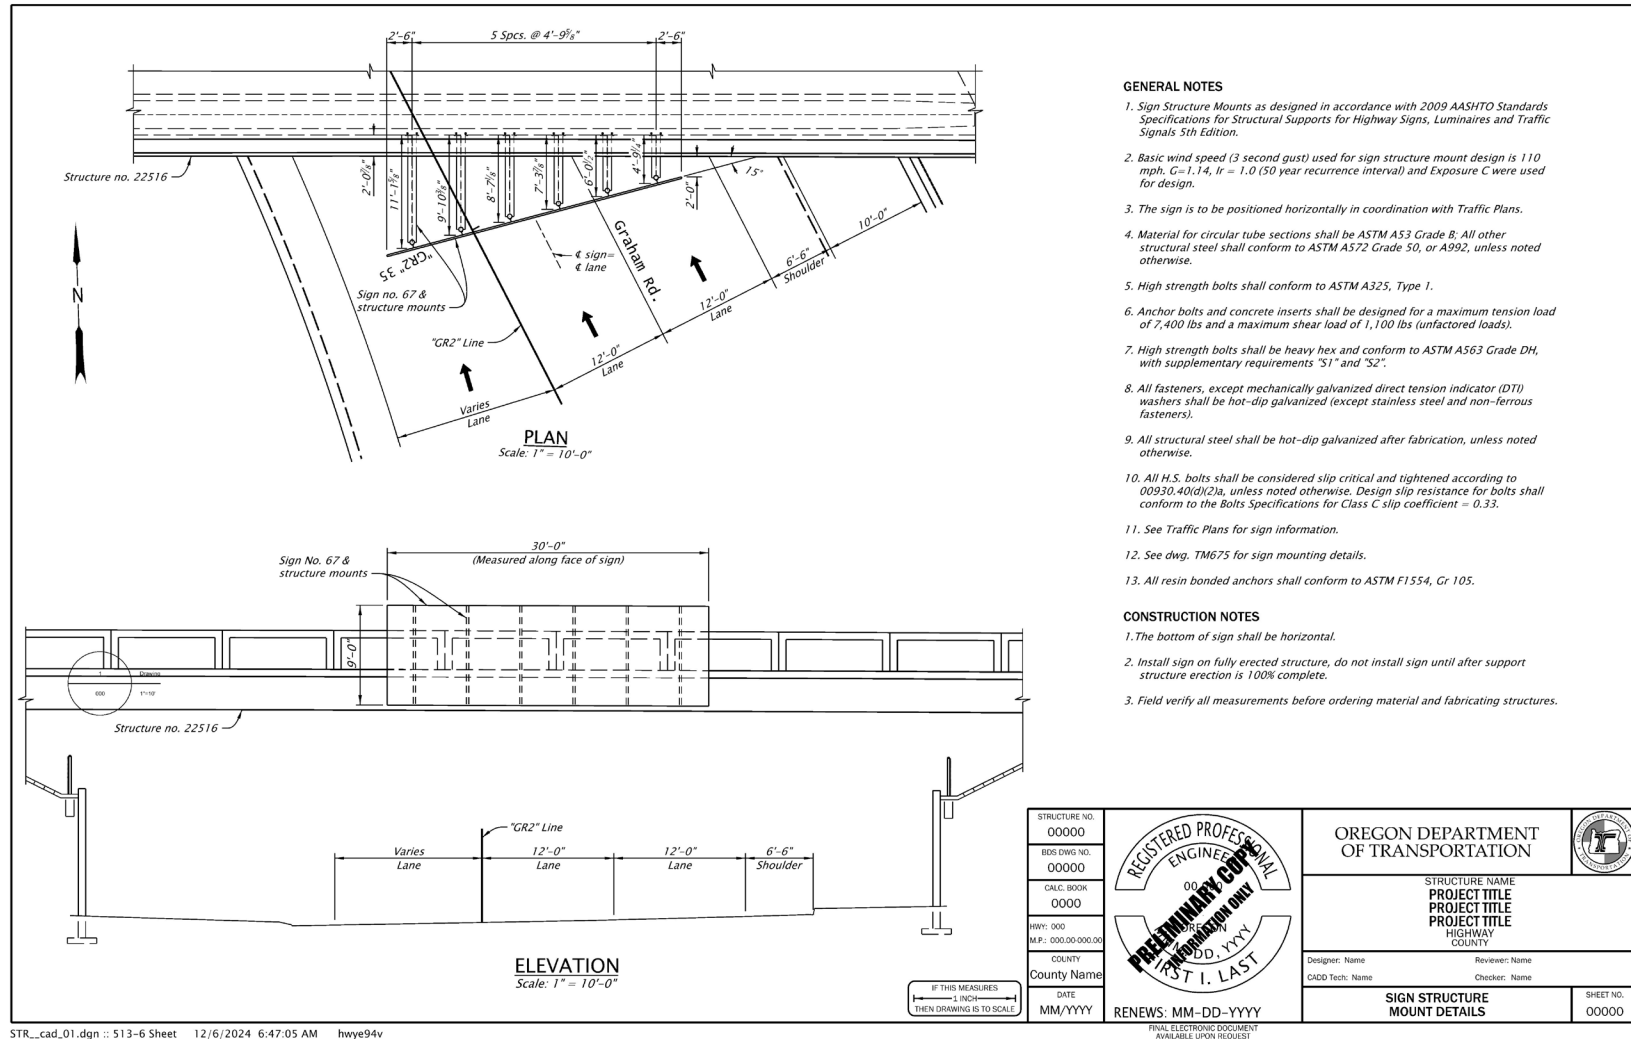 2'-6"
5 Spcs. @ 4'-9⅝"
2'-6"
Structure no. 22516
2'-0⅞"
11'-1⅝"
9'-10⅜"
8'-7⅛"
7'-3⅞"
6'-0½"
4'-9¼"
2'-0"
15°
N
"GR2" 35
Sign no. 67 &
structure mounts
℄ sign=
℄ lane
Graham Rd.
10'-0"
6'-6"
Shoulder
12'-0"
Lane
12'-0"
Lane
"GR2" Line
Varies
Lane
PLAN
Scale: 1" = 10'-0"
30'-0"
(Measured along face of sign)
Sign No. 67 &
structure mounts
9'-0"
1
Drawing
000
1"=10'
Structure no. 22516
"GR2" Line
Varies
Lane
12'-0"
Lane
12'-0"
Lane
6'-6"
Shoulder
ELEVATION
Scale: 1" = 10'-0"
GENERAL NOTES
1. Sign Structure Mounts as designed in accordance with 2009 AASHTO Standards
Specifications for Structural Supports for Highway Signs, Luminaires and Traffic
Signals 5th Edition.
2. Basic wind speed (3 second gust) used for sign structure mount design is 110
mph. G=1.14, Ir = 1.0 (50 year recurrence interval) and Exposure C were used
for design.
3. The sign is to be positioned horizontally in coordination with Traffic Plans.
4. Material for circular tube sections shall be ASTM A53 Grade B; All other
structural steel shall conform to ASTM A572 Grade 50, or A992, unless noted
otherwise.
5. High strength bolts shall conform to ASTM A325, Type 1.
6. Anchor bolts and concrete inserts shall be designed for a maximum tension load
of 7,400 lbs and a maximum shear load of 1,100 lbs (unfactored loads).
7. High strength bolts shall be heavy hex and conform to ASTM A563 Grade DH,
with supplementary requirements "S1" and "S2".
8. All fasteners, except mechanically galvanized direct tension indicator (DTI)
washers shall be hot-dip galvanized (except stainless steel and non-ferrous
fasteners).
9. All structural steel shall be hot-dip galvanized after fabrication, unless noted
otherwise.
10. All H.S. bolts shall be considered slip critical and tightened according to
00930.40(d)(2)a, unless noted otherwise. Design slip resistance for bolts shall
conform to the Bolts Specifications for Class C slip coefficient = 0.33.
11. See Traffic Plans for sign information.
12. See dwg. TM675 for sign mounting details.
13. All resin bonded anchors shall conform to ASTM F1554, Gr 105.
CONSTRUCTION NOTES
1.The bottom of sign shall be horizontal.
2. Install sign on fully erected structure, do not install sign until after support
structure erection is 100% complete.
3. Field verify all measurements before ordering material and fabricating structures.
IF THIS MEASURES
1 INCH
THEN DRAWING IS TO SCALE
STRUCTURE NO.
00000
BDS DWG NO.
00000
CALC. BOOK
0000
HWY: 000
M.P.: 000.00-000.00
COUNTY
County Name
DATE
MM/YYYY
REGISTERED PROFESSIONAL
ENGINEER
PRELIMINARY COPY
INFORMATION ONLY
DD, YYYY
I. LAST
RENEWS: MM-DD-YYYY
FINAL ELECTRONIC DOCUMENT
AVAILABLE UPON REQUEST
OREGON DEPARTMENT
OF TRANSPORTATION
OREGON DEPARTMENT OF TRANSPORTATION
STRUCTURE NAME
PROJECT TITLE
PROJECT TITLE
PROJECT TITLE
HIGHWAY
COUNTY
Designer: Name
Reviewer: Name
CADD Tech: Name
Checker: Name
SIGN STRUCTURE
MOUNT DETAILS
SHEET NO.
00000
STR__cad_01.dgn :: 513-6 Sheet 12/6/2024 6:47:05 AM hwye94v